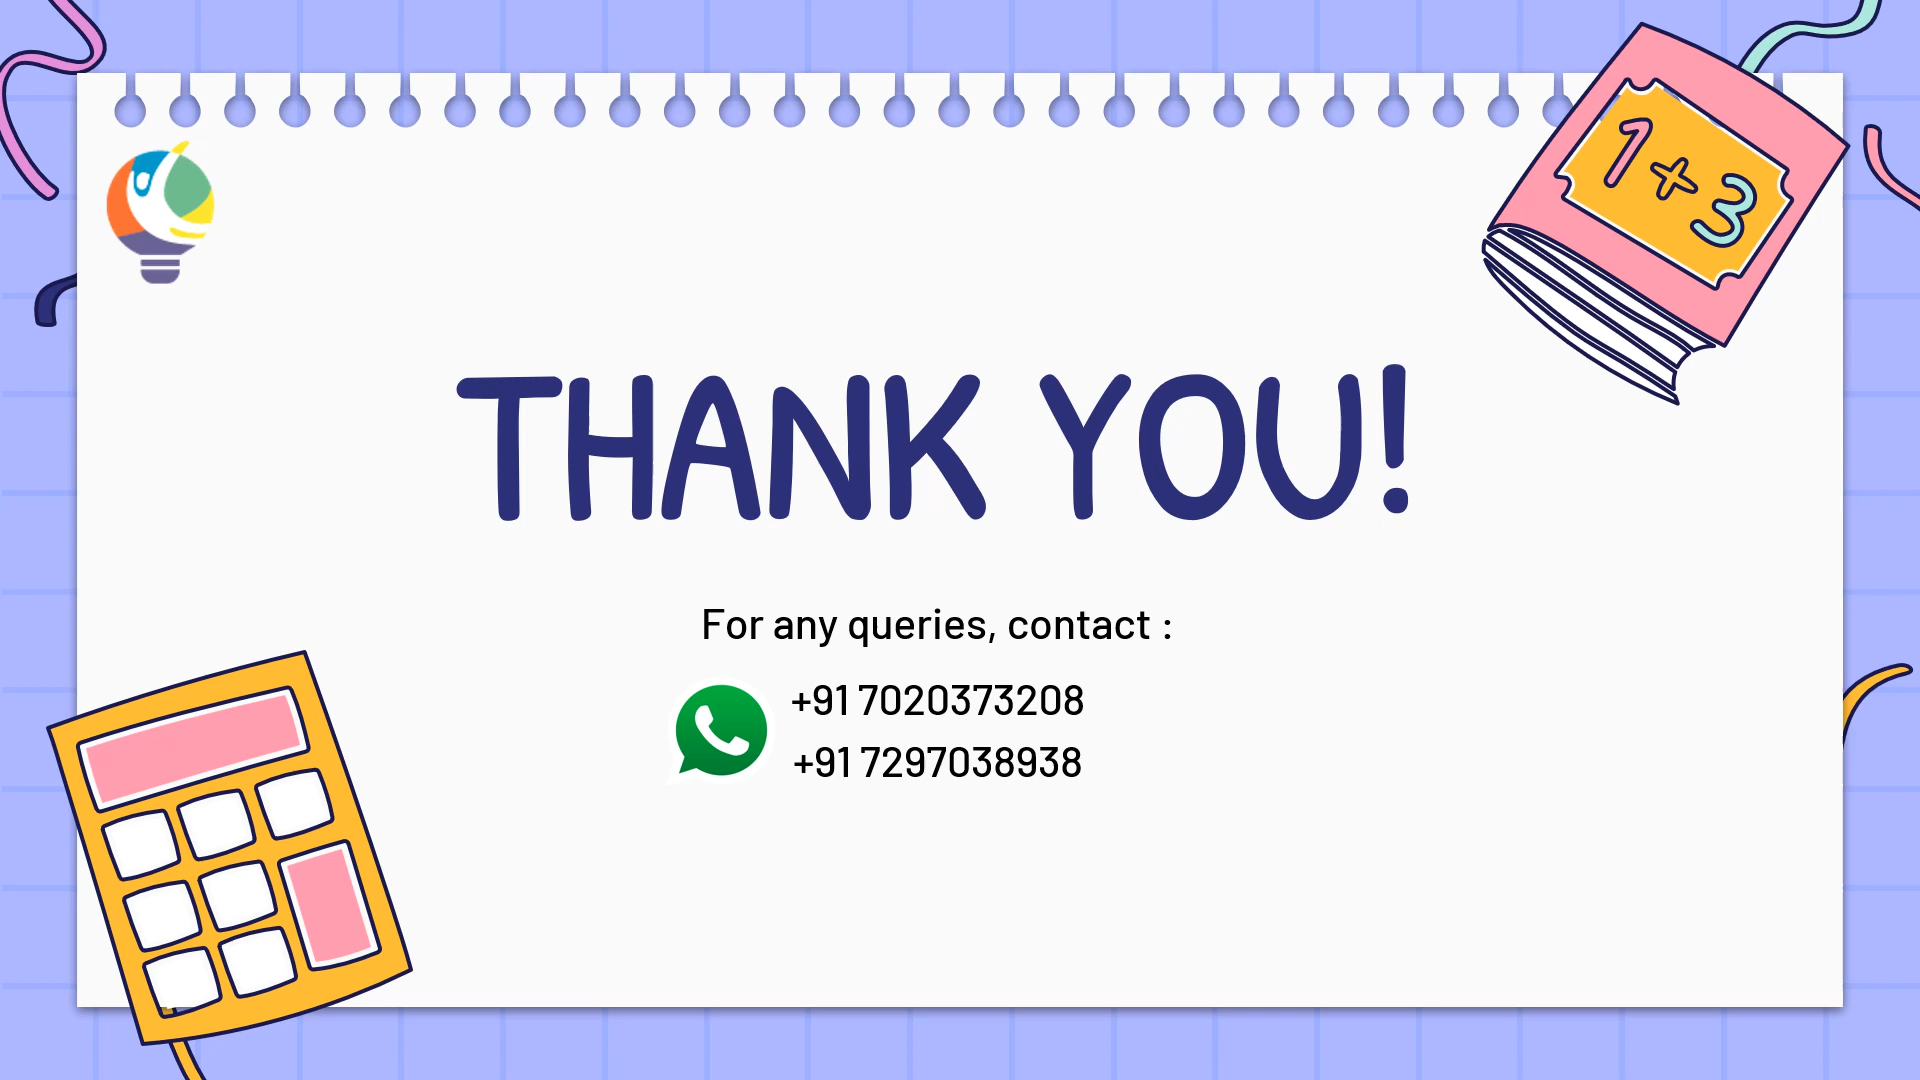 1+3
THANK YOU!
For any queries, contact :
+91 7020373208
+91 7297038938